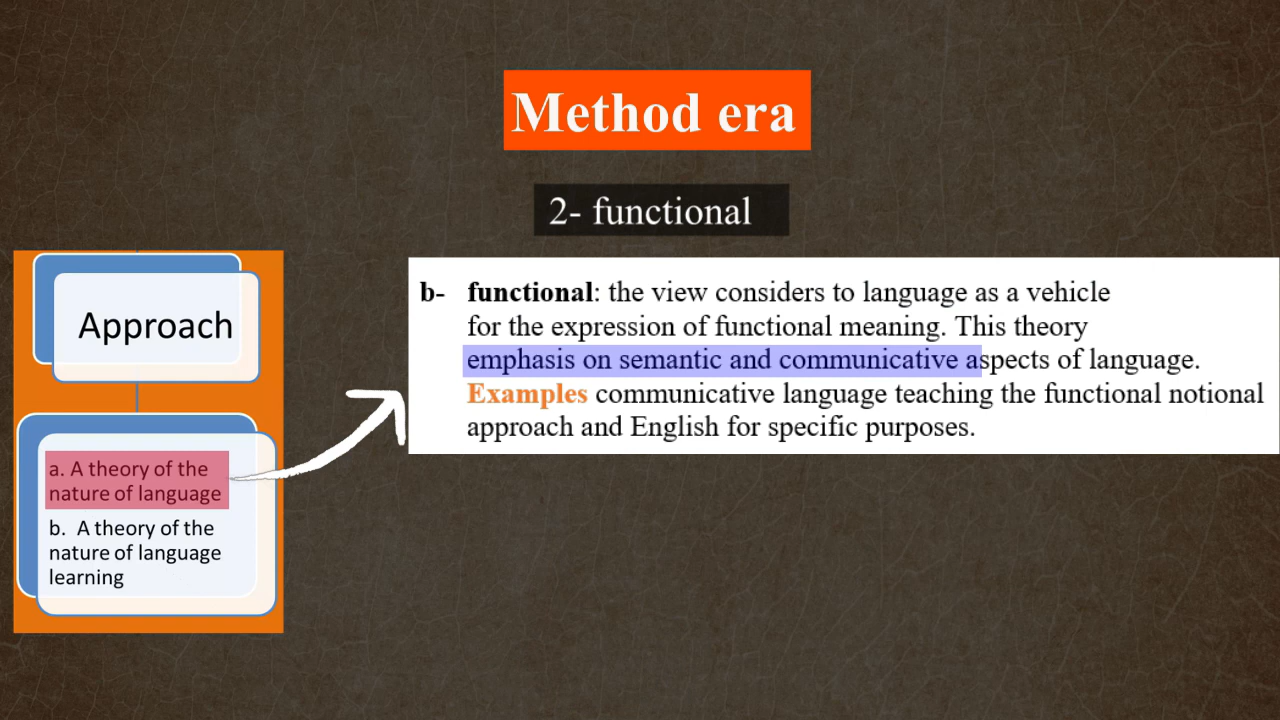 Method era
2- functional
Approach
a. A theory of the
nature of language
b. A theory of the
nature of language
learning
b- functional: the view considers to language as a vehicle
for the expression of functional meaning. This theory
emphasis on semantic and communicative aspects of language.
Examples communicative language teaching the functional notional
approach and English for specific purposes.